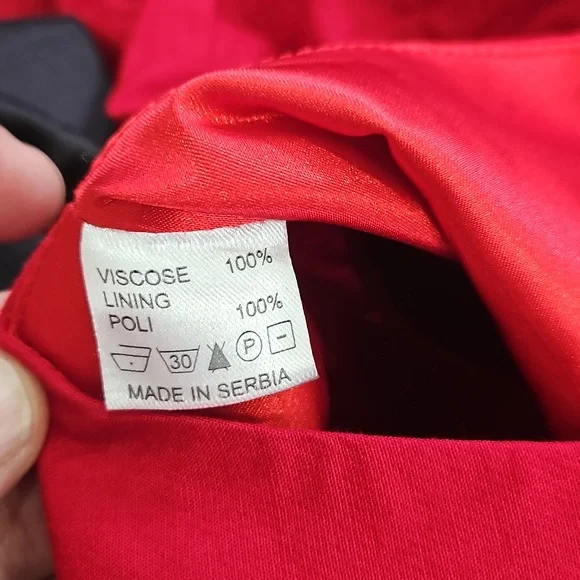 VISCOSE 100%
LINING
POLI 100%
30 P
MADE IN SERBIA